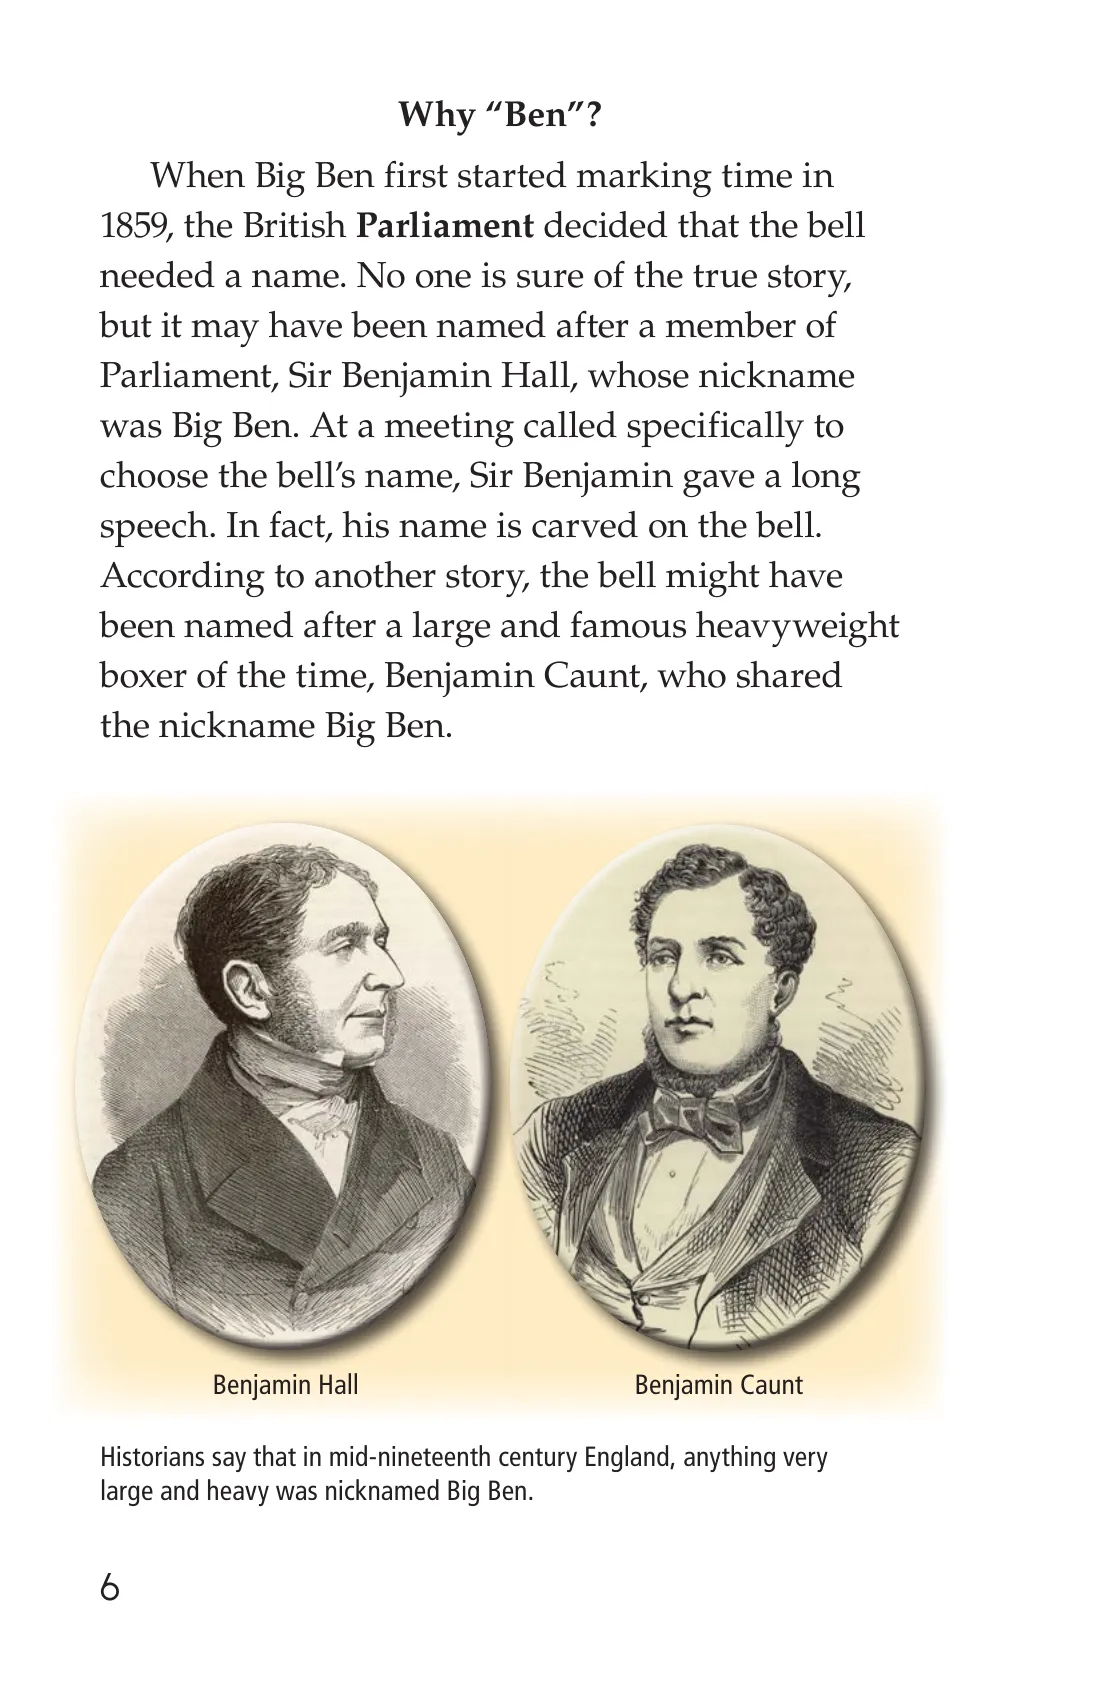 Why “Ben”?
When Big Ben first started marking time in
1859, the British Parliament decided that the bell
needed a name. No one is sure of the true story,
but it may have been named after a member of
Parliament, Sir Benjamin Hall, whose nickname
was Big Ben. At a meeting called specifically to
choose the bell’s name, Sir Benjamin gave a long
speech. In fact, his name is carved on the bell.
According to another story, the bell might have
been named after a large and famous heavyweight
boxer of the time, Benjamin Caunt, who shared
the nickname Big Ben.
Benjamin Hall
Benjamin Caunt
Historians say that in mid-nineteenth century England, anything very
large and heavy was nicknamed Big Ben.
6